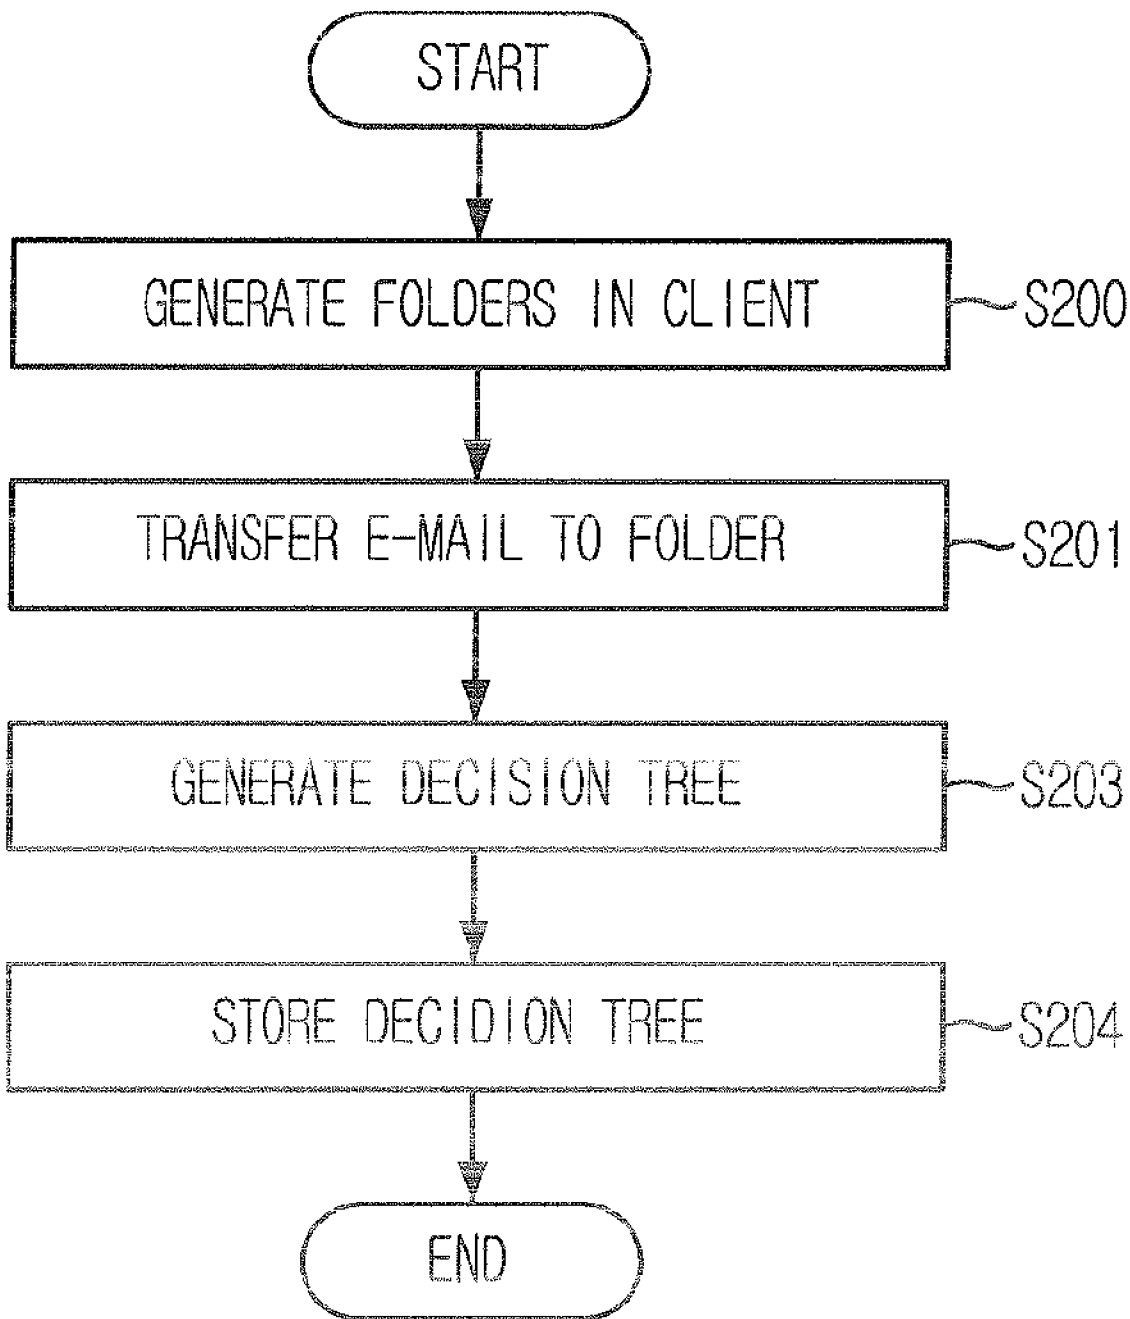 START
GENERATE FOLDERS IN CLIENT
S200
TRANSFER E-MAIL TO FOLDER
S201
GENERATE DECISION TREE
S203
STORE DECIDION TREE
S204
END